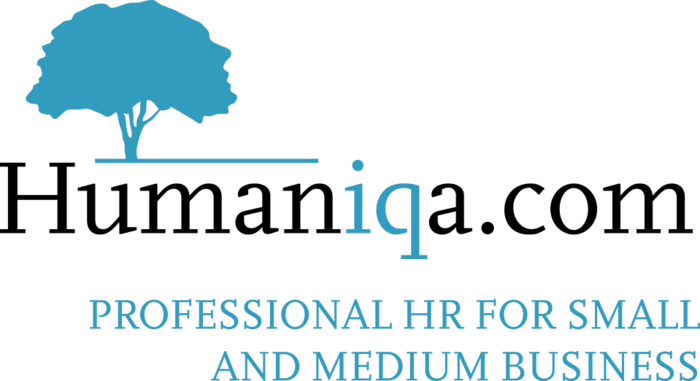 Humaniqa.com
PROFESSIONAL HR FOR SMALL
AND MEDIUM BUSINESS